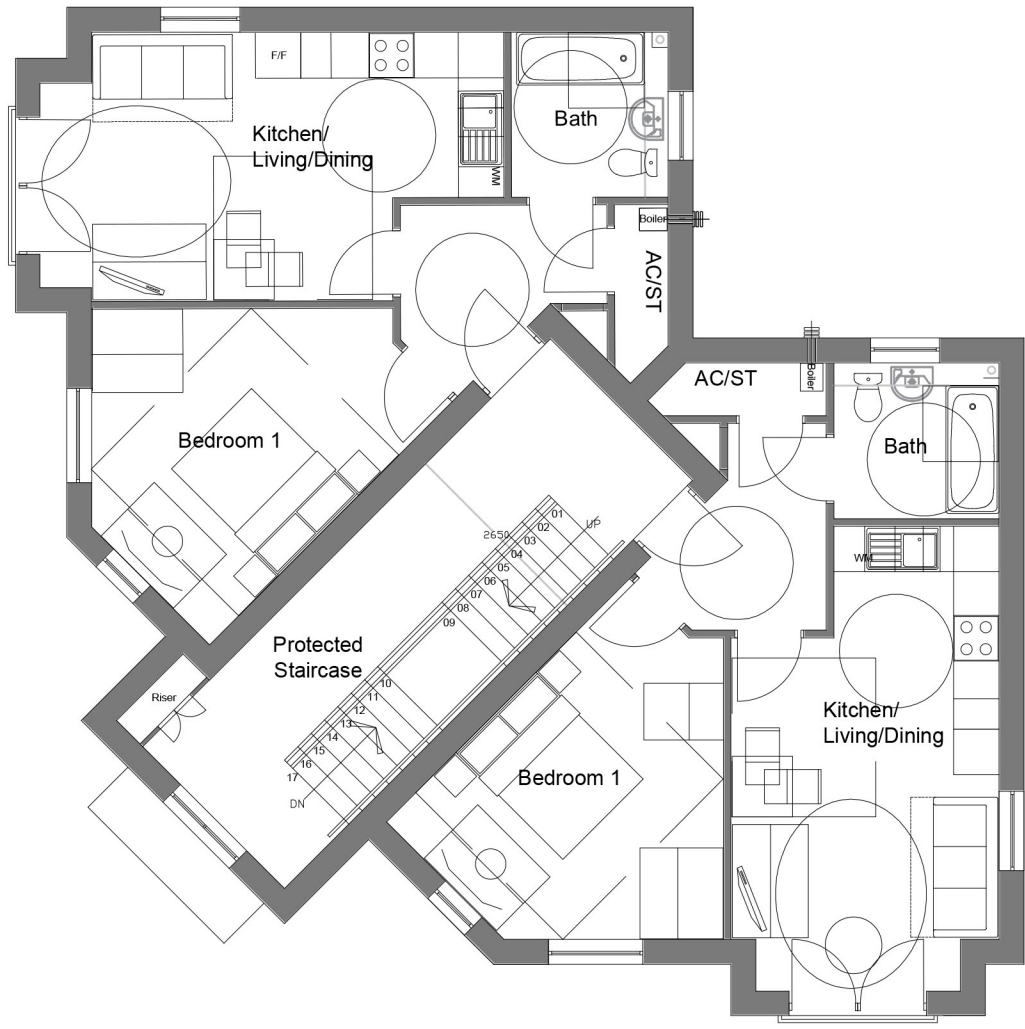 F/F
Kitchen/
Living/Dining
Bath
WM
Boiler
AC/ST
Boiler
AC/ST
Bath
Bedroom 1
01
02
03
04
05
06
07
08
09
10
11
12
13
14
15
16
17
UP
2650
DN
WM
Protected
Staircase
Riser
Kitchen/
Living/Dining
Bedroom 1